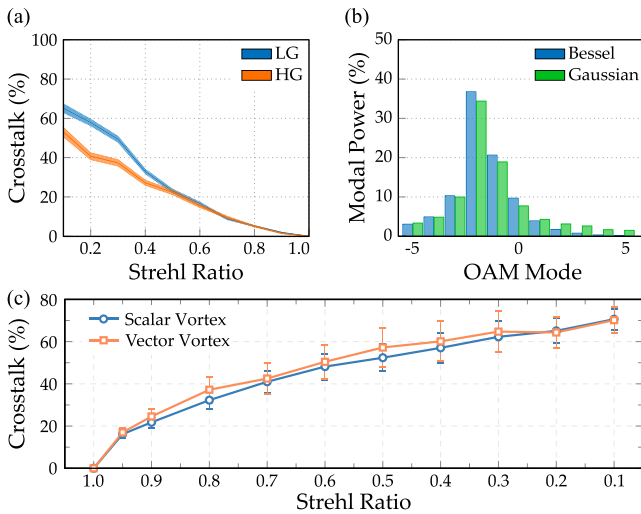 (a)
100
80
60
40
20
0
Crosstalk (%)
LG
HG
0.2 0.4 0.6 0.8 1.0
Strehl Ratio
(b)
50
40
30
20
10
0
Modal Power (%)
Bessel
Gaussian
-5 0 5
OAM Mode
(c)
80
60
40
20
0
Crosstalk (%)
Scalar Vortex
Vector Vortex
1.0 0.9 0.8 0.7 0.6 0.5 0.4 0.3 0.2 0.1
Strehl Ratio